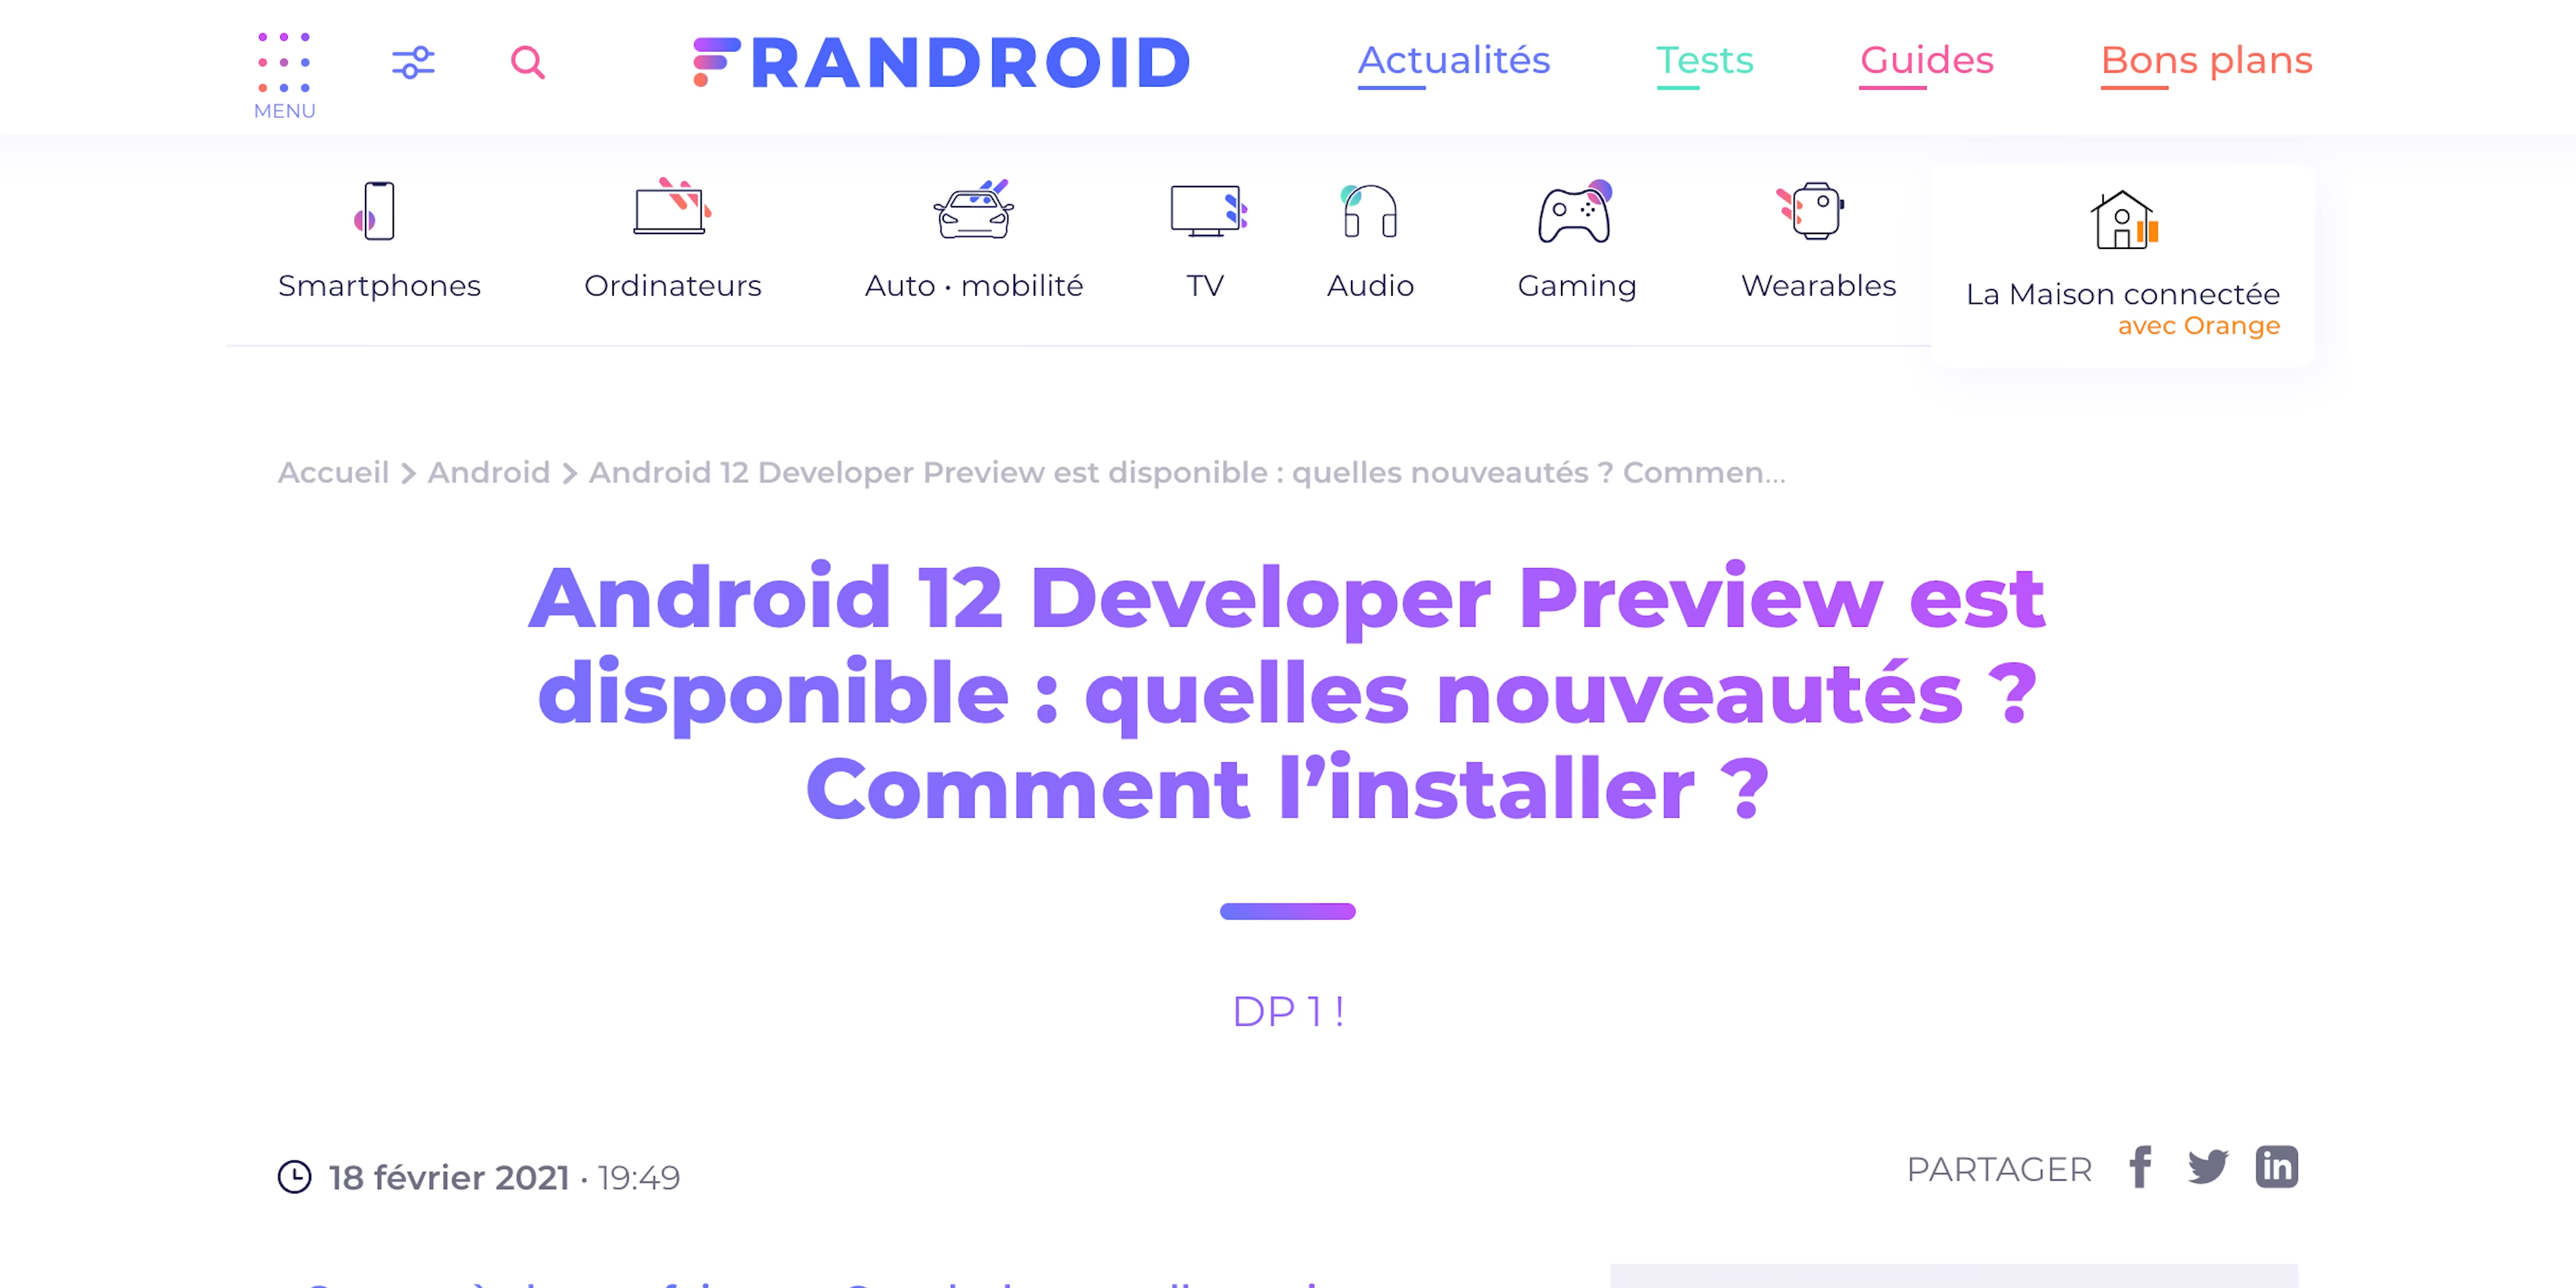 MENU
FRANDROID
Actualités
Tests
Guides
Bons plans
Smartphones
Ordinateurs
Auto • mobilité
TV
Audio
Gaming
Wearables
La Maison connectée
avec Orange
Accueil > Android > Android 12 Developer Preview est disponible : quelles nouveautés ? Commen...
Android 12 Developer Preview est
disponible : quelles nouveautés ?
Comment l’installer ?
DP 1 !
18 février 2021 • 19:49
PARTAGER